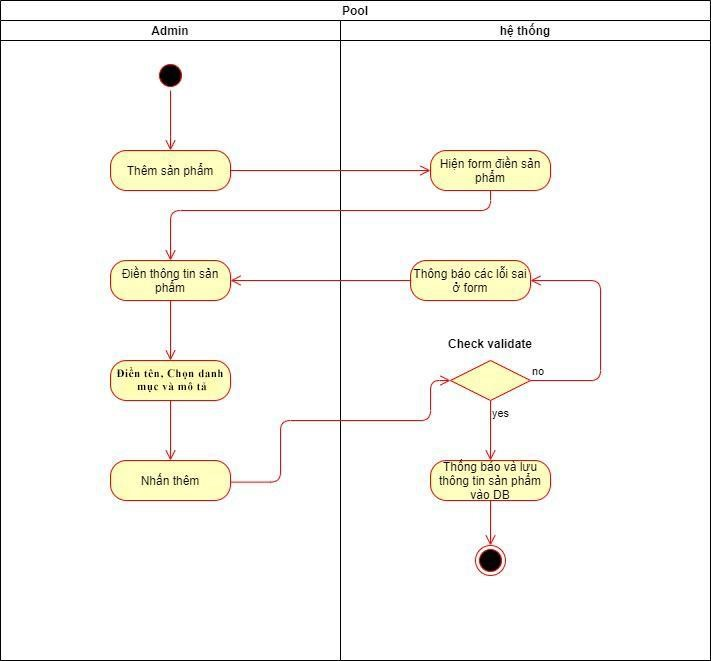 Pool
Admin
hệ thống
Thêm sản phẩm
Hiện form điền sản
phẩm
Điền thông tin sản
phẩm
Thông báo các lỗi sai
ở form
Check validate
no
Điền tên, Chọn danh
mục và mô tả
yes
Nhấn thêm
Thống báo và lưu
thông tin sản phẩm
vào DB